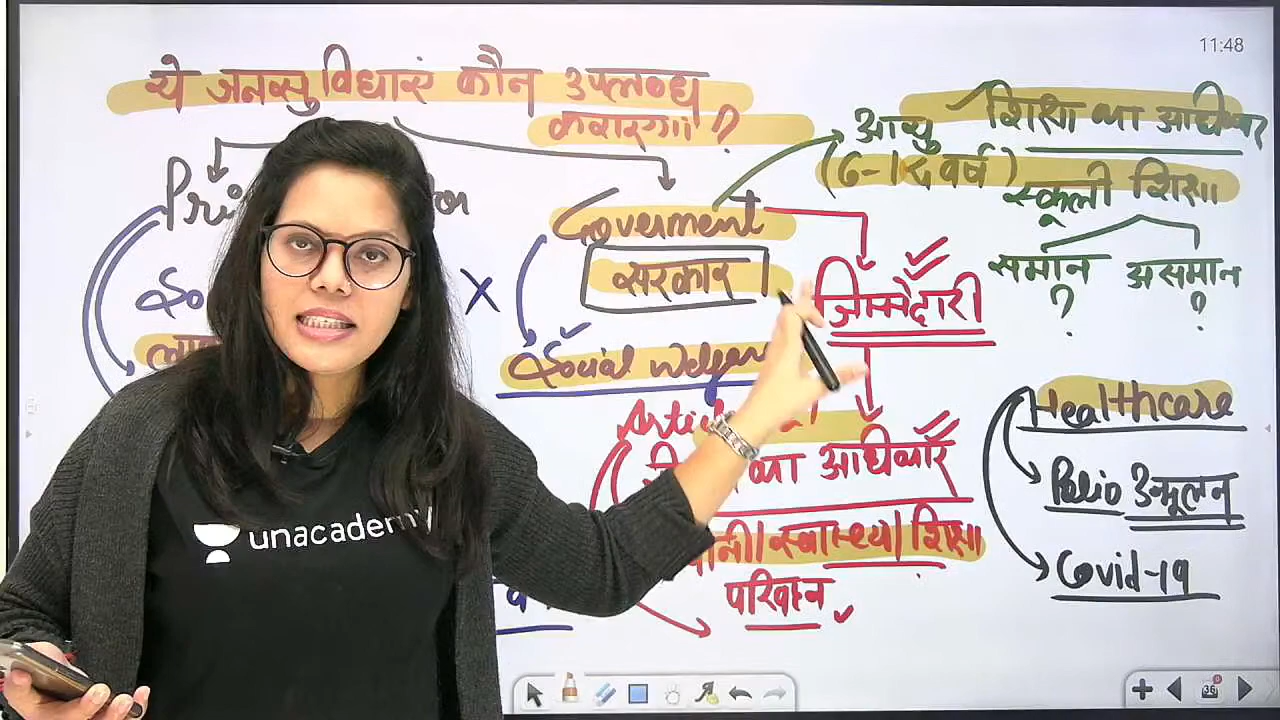 11:48
ये जनसुविधाएं कौन उपलब्ध
कराएगा ?
Government
सरकार
Social Welfare
जिम्मेदारी
का अधिकार
स्वास्थ्य। शिक्षा
परिवहन
आयु
(6-14 वर्ष)
शिक्षा का अधिकार
स्कूली शिक्षा
समान
?
असमान
?
Healthcare
Polio उन्मूलन
Covid-19
unacademy
36